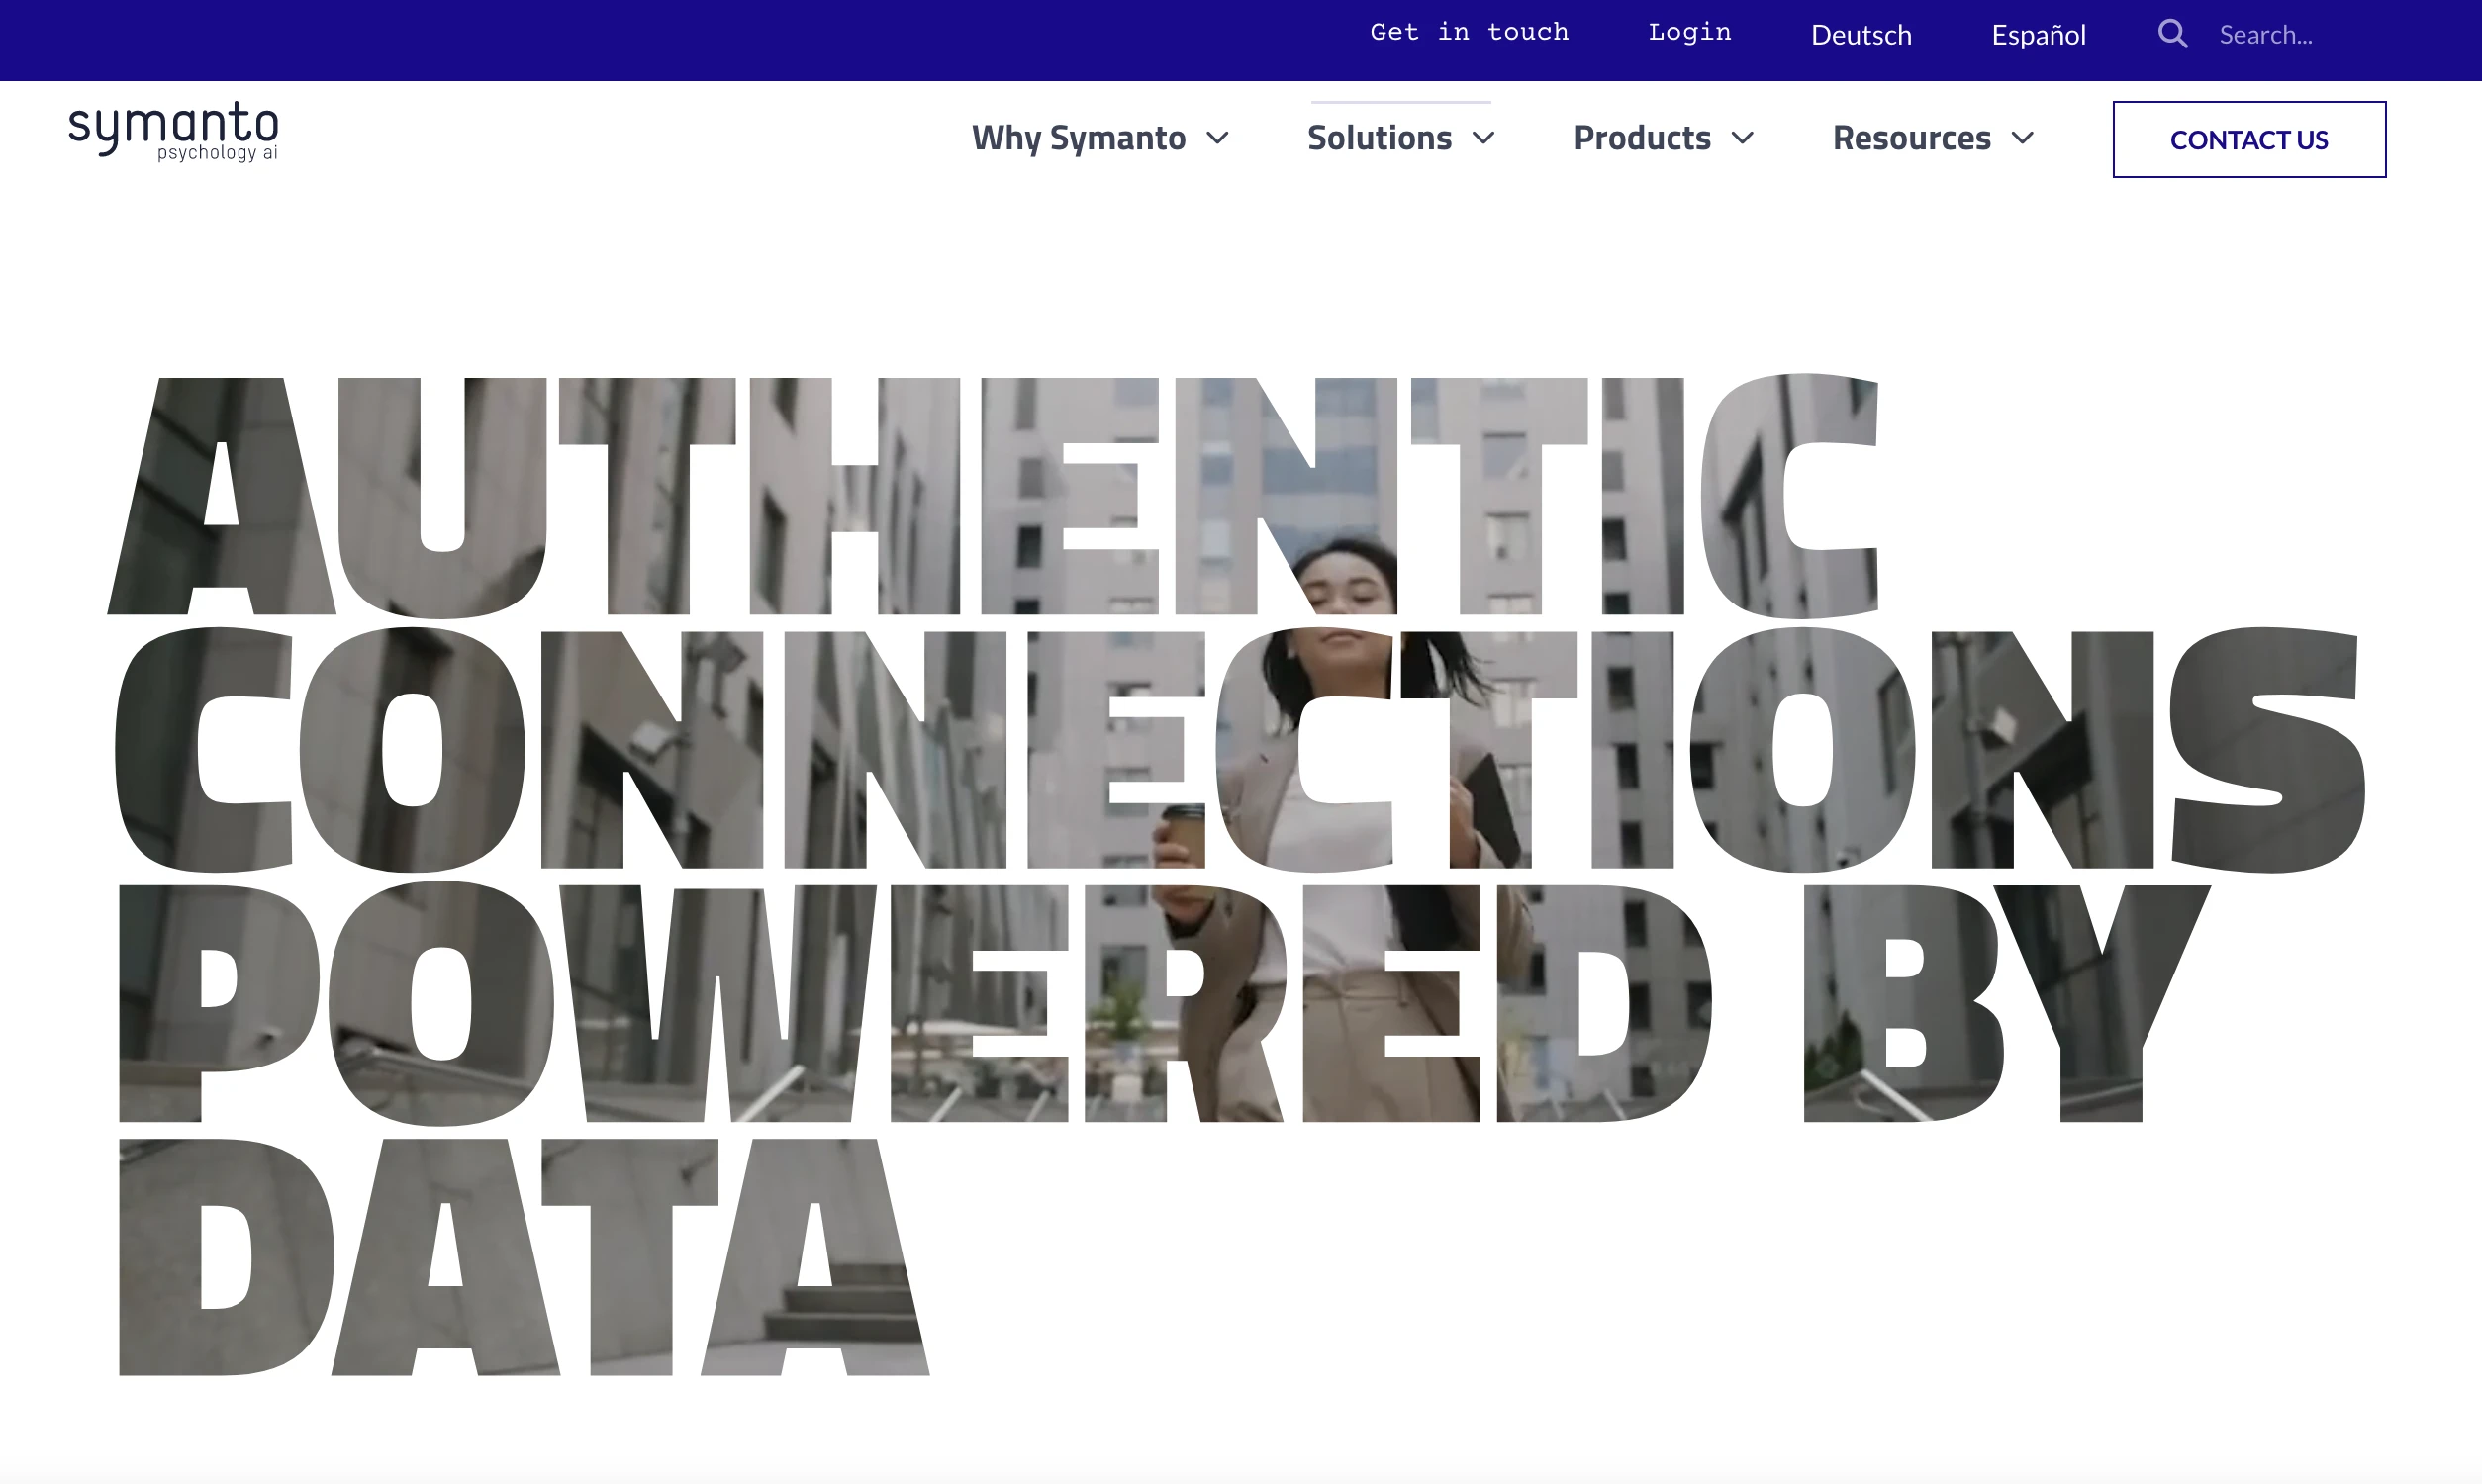 Get in touch Login Deutsch Español Search...
symanto
psychology ai
Why Symanto Solutions Products Resources CONTACT US
AUTHENTIC
CONNECTIONS
POWERED BY
DATA